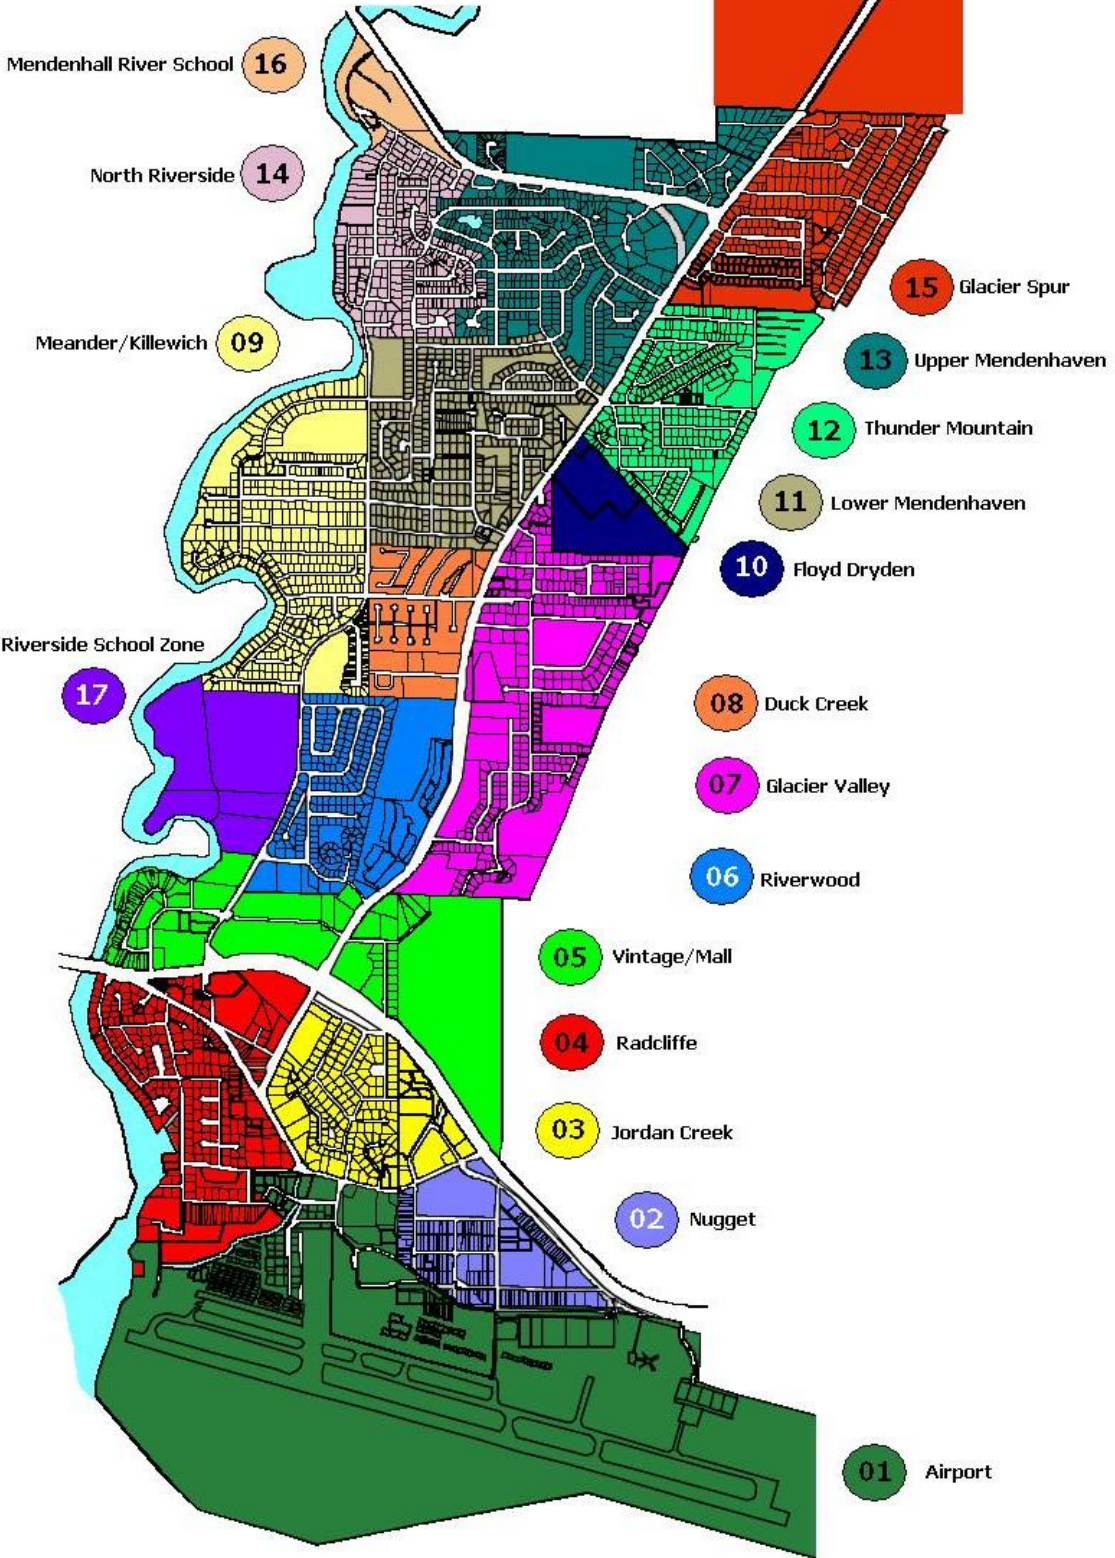 Mendenhall River School 16
North Riverside 14
15 Glacier Spur
Meander/Killewich 09
13 Upper Mendenhaven
12 Thunder Mountain
11 Lower Mendenhaven
10 Floyd Dryden
Riverside School Zone
17
08 Duck Creek
07 Glacier Valley
06 Riverwood
05 Vintage/Mall
04 Radcliffe
03 Jordan Creek
02 Nugget
01 Airport